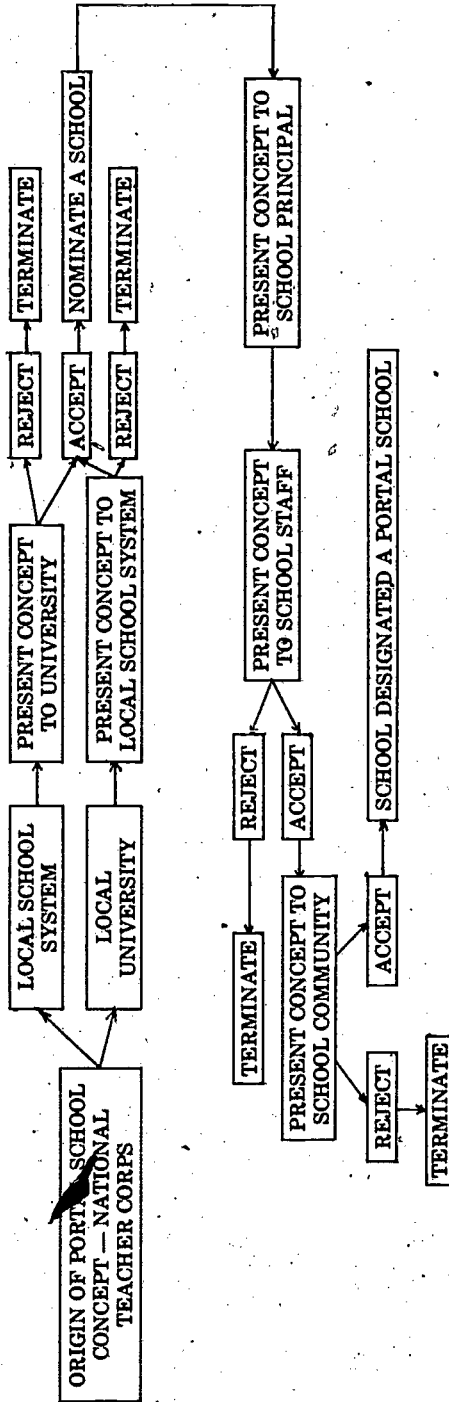 ORIGIN OF PORTAL SCHOOL
CONCEPT — NATIONAL
TEACHER CORPS
LOCAL SCHOOL
SYSTEM
LOCAL
UNIVERSITY
PRESENT CONCEPT
TO UNIVERSITY
PRESENT CONCEPT TO
LOCAL SCHOOL SYSTEM
REJECT
ACCEPT
REJECT
TERMINATE
NOMINATE A SCHOOL
TERMINATE
PRESENT CONCEPT TO
SCHOOL PRINCIPAL
PRESENT CONCEPT
TO SCHOOL STAFF
REJECT
ACCEPT
TERMINATE
PRESENT CONCEPT TO
SCHOOL COMMUNITY
REJECT
TERMINATE
ACCEPT
SCHOOL DESIGNATED A PORTAL SCHOOL